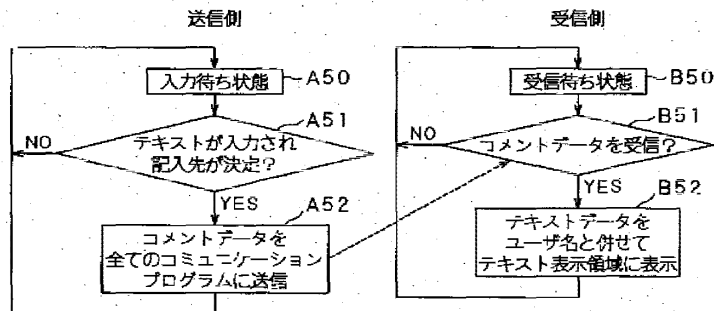 送信側
入力待ち状態
A50
A51
テキストが入力され
記入先が決定?
NO
YES
A52
コメントデータを
全てのコミュニケーション
プログラムに送信
受信側
受信待ち状態
B50
B51
コメントデータを受信?
NO
YES
B52
テキストデータを
ユーザ名と併せて
テキスト表示領域に表示